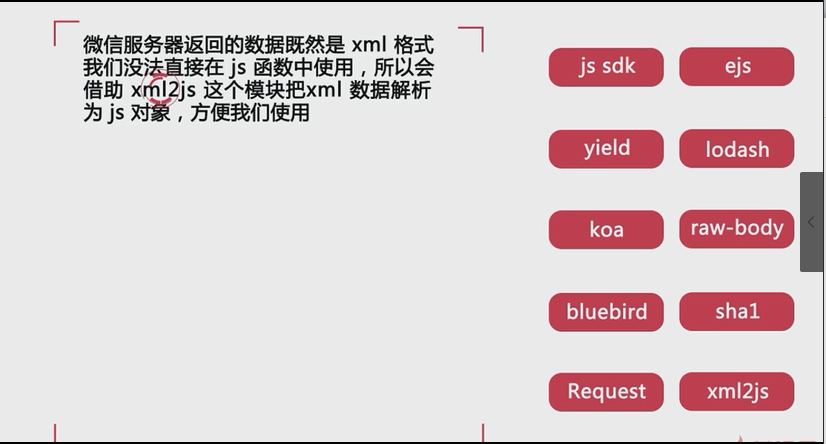 微信服务器返回的数据既然是 xml 格式
我们没法直接在 js 函数中使用，所以会
借助 xml2js 这个模块把xml 数据解析
为 js 对象，方便我们使用
js sdk
ejs
yield
lodash
koa
raw-body
bluebird
sha1
Request
xml2js